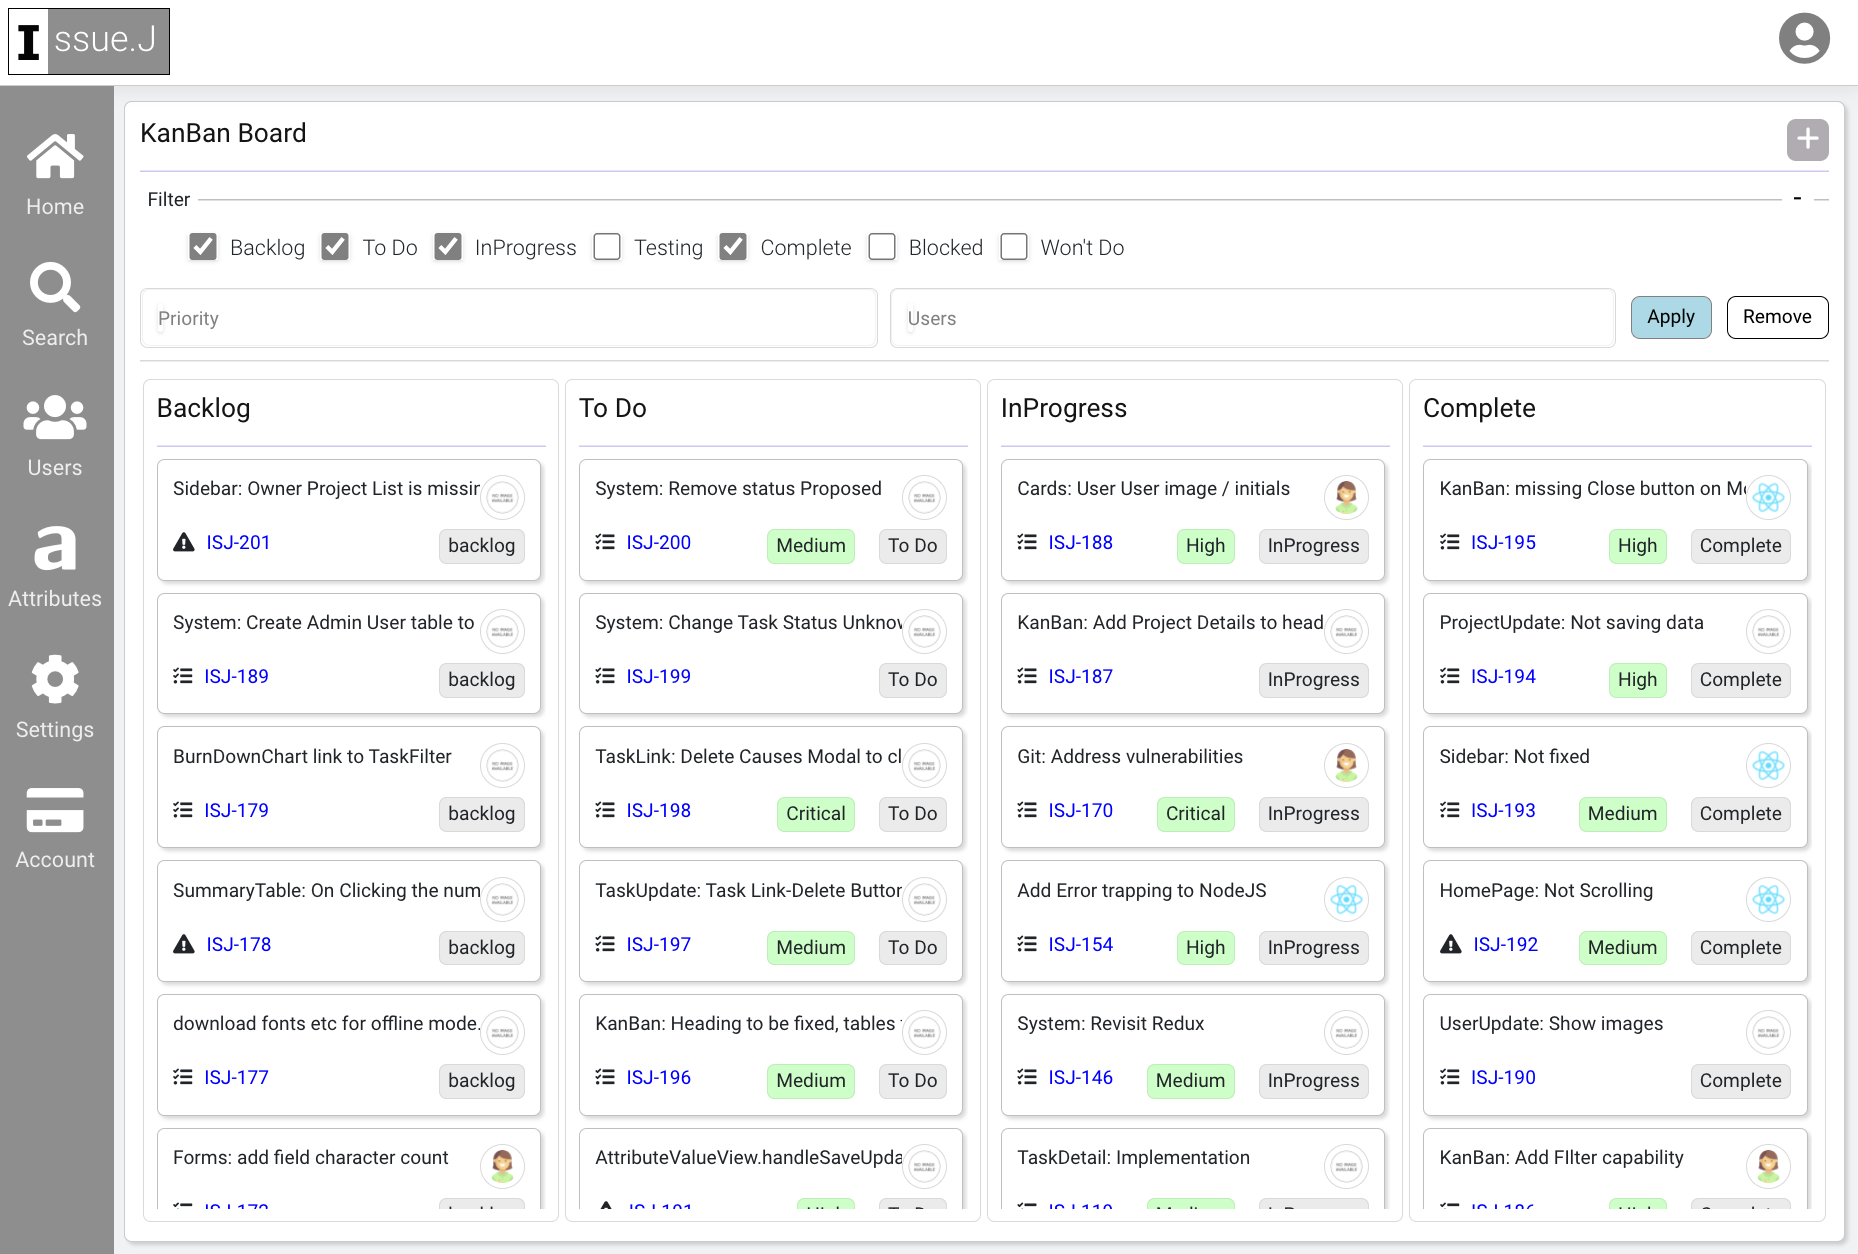 Issue.J
Home
Search
Users
Attributes
Settings
Account
KanBan Board
+
Filter -
Backlog To Do InProgress Testing Complete Blocked Won't Do
Priority Users Apply Remove
Backlog
Sidebar: Owner Project List is missin
ISJ-201 backlog
System: Create Admin User table to
ISJ-189 backlog
BurnDownChart link to TaskFilter
ISJ-179 backlog
SummaryTable: On Clicking the num
ISJ-178 backlog
download fonts etc for offline mode.
ISJ-177 backlog
Forms: add field character count
To Do
System: Remove status Proposed
ISJ-200 Medium To Do
System: Change Task Status Unknow
ISJ-199 To Do
TaskLink: Delete Causes Modal to cl
ISJ-198 Critical To Do
TaskUpdate: Task Link-Delete Button
ISJ-197 Medium To Do
KanBan: Heading to be fixed, tables
ISJ-196 Medium To Do
AttributeValueView.handleSaveUpda
InProgress
Cards: User User image / initials
ISJ-188 High InProgress
KanBan: Add Project Details to head
ISJ-187 InProgress
Git: Address vulnerabilities
ISJ-170 Critical InProgress
Add Error trapping to NodeJS
ISJ-154 High InProgress
System: Revisit Redux
ISJ-146 Medium InProgress
TaskDetail: Implementation
Complete
KanBan: missing Close button on Mo
ISJ-195 High Complete
ProjectUpdate: Not saving data
ISJ-194 High Complete
Sidebar: Not fixed
ISJ-193 Medium Complete
HomePage: Not Scrolling
ISJ-192 Medium Complete
UserUpdate: Show images
ISJ-190 Complete
KanBan: Add FIlter capability